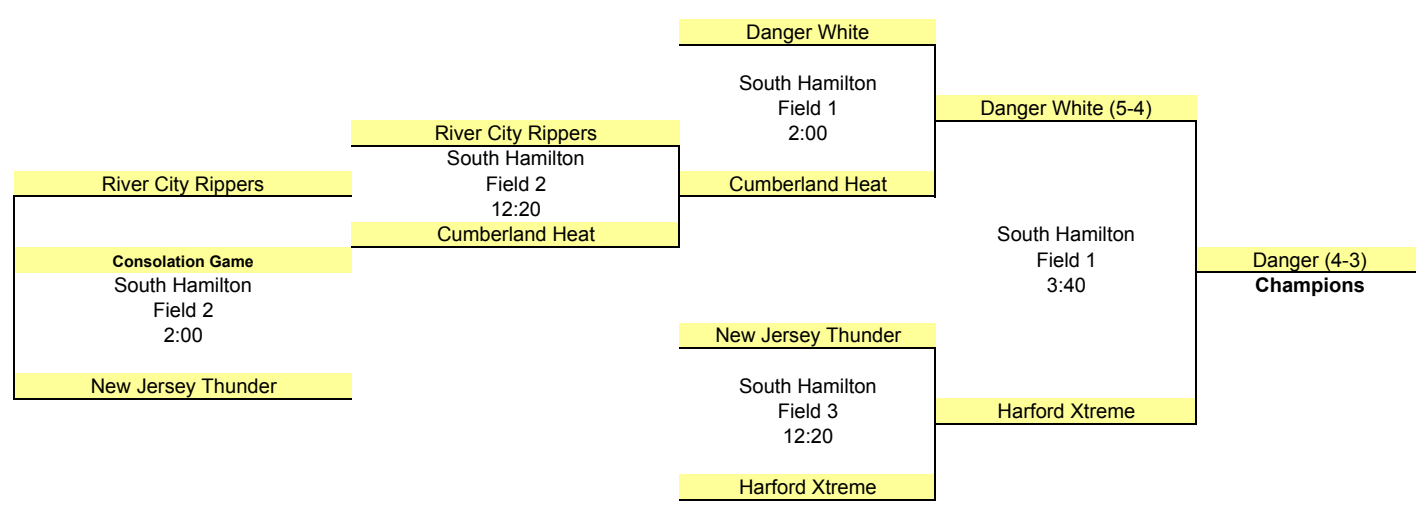 Danger White
South Hamilton
Field 1
2:00
Danger White (5-4)
River City Rippers
South Hamilton
Field 2
12:20
River City Rippers
Cumberland Heat
Cumberland Heat
Consolation Game
South Hamilton
Field 2
2:00
South Hamilton
Field 1
3:40
Danger (4-3)
Champions
New Jersey Thunder
New Jersey Thunder
South Hamilton
Field 3
12:20
Harford Xtreme
Harford Xtreme